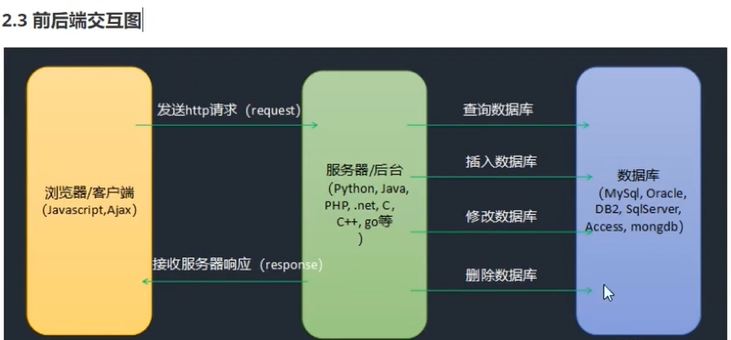 2.3 前后端交互图
发送http请求（request）
查询数据库
插入数据库
服务器/后台
（Python, Java,
PHP, .net, C,
C++, go等
）
数据库
（MySql, Oracle,
DB2, SqlServer,
Access, mongdb）
浏览器/客户端
（Javascript,Ajax）
修改数据库
接收服务器响应（response）
删除数据库